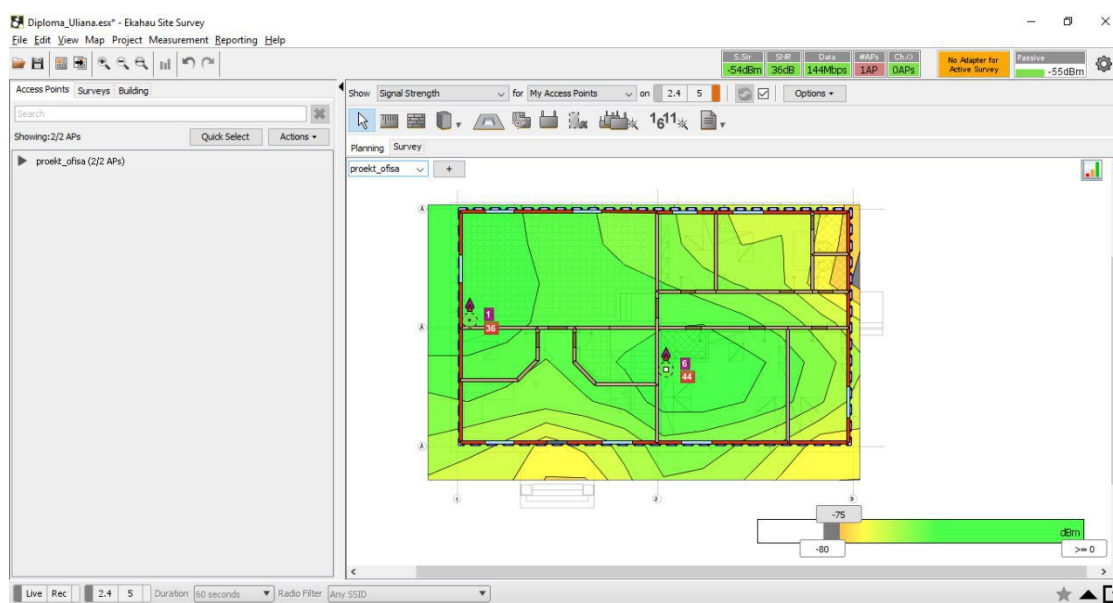 Diploma_Uliana.esx* - Ekahau Site Survey
File Edit View Map Project Measurement Reporting Help
S.Str SNR Data #APs Ch.O
-54dBm 36dB 144Mbps 1AP 0APs
No Adapter for Active Survey
Passive
-55dBm
Access Points Surveys Building
Search
Showing:2/2 APs Quick Select Actions
proekt_ofisa (2/2 APs)
Show Signal Strength for My Access Points on 2.4 5 Options
1611
Planning Survey
proekt_ofisa +
A
1
36
A
6
44
A
1 2 3
-75
dBm
-80 >= 0
Live Rec 2.4 5 Duration 60 seconds Radio Filter Any SSID